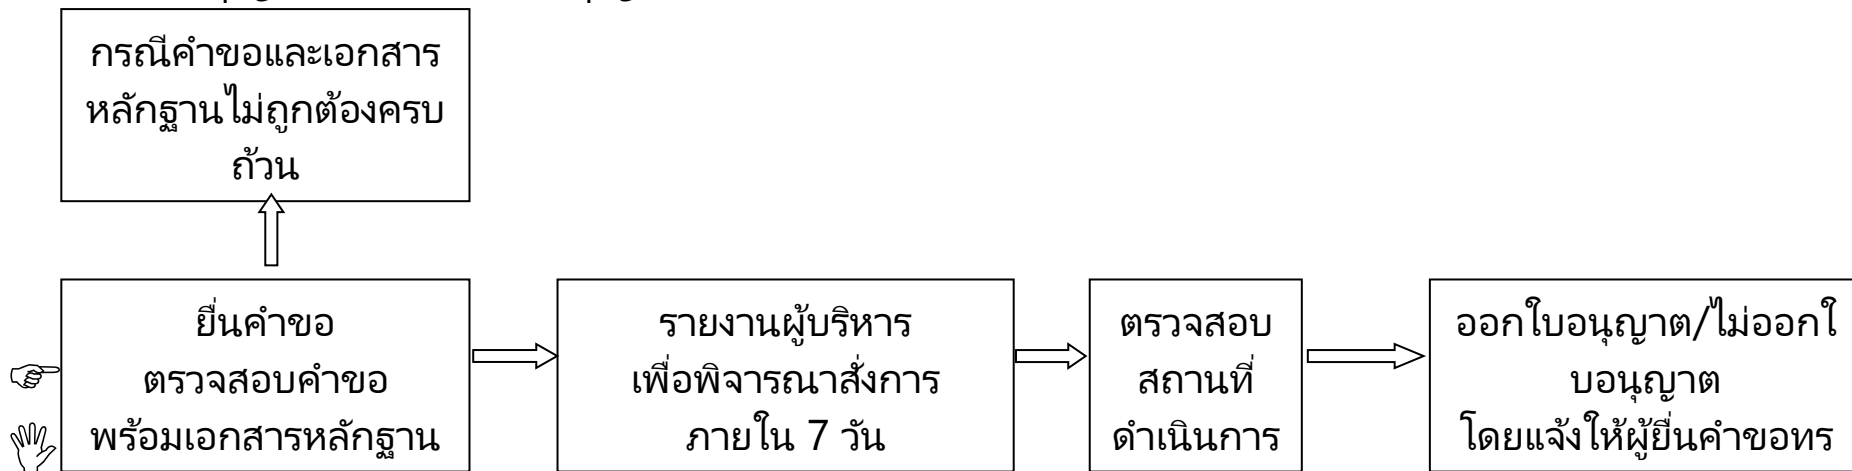 กรณีคำขอและเอกสาร
หลักฐานไม่ถูกต้องครบ
ถ้วน
ยื่นคำขอ
ตรวจสอบคำขอ
พร้อมเอกสารหลักฐาน
รายงานผู้บริหาร
เพื่อพิจารณาสั่งการ
ภายใน 7 วัน
ตรวจสอบ
สถานที่
ดำเนินการ
ออกใบอนุญาต/ไม่ออกใ
บอนุญาต
โดยแจ้งให้ผู้ยื่นคำขอทร